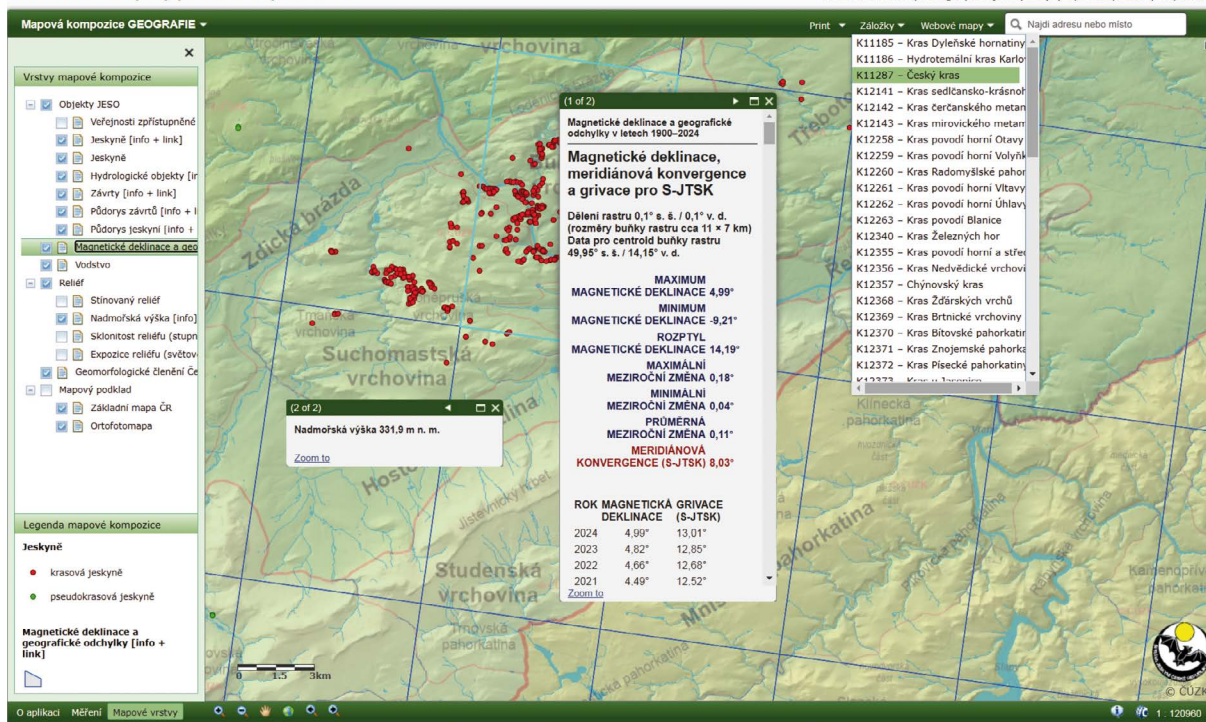 Mapová kompozice GEOGRAFIE
Print
Záložky
Webové mapy
Najdi adresu nebo místo
Vrstvy mapové kompozice
Objekty JESO
Veřejnosti zpřístupněné
Jeskyně [info + link]
Jeskyně
Hydrologické objekty [in
Závrty [info + link]
Půdorys závrtů [info + l
Půdorys jeskyní [info +
Magnetické deklinace a geo
Vodstvo
Reliéf
Stínovaný reliéf
Nadmořská výška [info]
Sklonitost reliéfu (stupn
Expozice reliéfu (světov
Geomorfologické členění Če
Mapový podklad
Základní mapa ČR
Ortofotomapa
Legenda mapové kompozice
Jeskyně
krasová jeskyně
pseudokrasová jeskyně
Magnetické deklinace a
geografické odchylky [info +
link]
vrchovina
vrchovina
Zdická brázda
vrchovina
Suchomastská
vrchovina
Studenská
vrchovina
Trnovská
pahorkatina
Jístevnický hřbet
Klínecká
pahorkatina
pahorkatina
0 1.5 3km
(2 of 2)
Nadmořská výška 331,9 m n. m.
Zoom to
(1 of 2)
Magnetické deklinace a geografické
odchylky v letech 1900–2024
Magnetické deklinace,
meridiánová konvergence
a grivace pro S-JTSK
Dělení rastru 0,1° s. š. / 0,1° v. d.
(rozměry buňky rastru cca 11 × 7 km)
Data pro centroid buňky rastru
49,95° s. š. / 14,15° v. d.
MAXIMUM
MAGNETICKÉ DEKLINACE 4,99°
MINIMUM
MAGNETICKÉ DEKLINACE -9,21°
ROZPTYL
MAGNETICKÉ DEKLINACE 14,19°
MAXIMÁLNÍ
MEZIROČNÍ ZMĚNA 0,18°
MINIMÁLNÍ
MEZIROČNÍ ZMĚNA 0,04°
PRŮMĚRNÁ
MEZIROČNÍ ZMĚNA 0,11°
MERIDIÁNOVÁ
KONVERGENCE (S-JTSK) 8,03°
ROK MAGNETICKÁ GRIVACE
DEKLINACE (S-JTSK)
2024 4,99° 13,01°
2023 4,82° 12,85°
2022 4,66° 12,68°
2021 4,49° 12,52°
Zoom to
K11185 – Kras Dyleňské hornatiny
K11186 – Hydrotemální kras Karlo
K11287 – Český kras
K12141 – Kras sedlčansko-krásnoh
K12142 – Kras čerčanského metam
K12143 – Kras mirovického metam
K12258 – Kras povodí horní Otavy
K12259 – Kras povodí horní Volyňk
K12260 – Kras Radomyšlské pahor
K12261 – Kras povodí horní Vltavy
K12262 – Kras povodí horní Úhlavy
K12263 – Kras povodí Blanice
K12340 – Kras Železných hor
K12355 – Kras povodí horní a střed
K12356 – Kras Nedvědické vrchovi
K12357 – Chýnovský kras
K12368 – Kras Žďárských vrchů
K12369 – Kras Brtnické vrchoviny
K12370 – Kras Bítovské pahorkatin
K12371 – Kras Znojemské pahorka
K12372 – Kras Písecké pahorkatiny
K12373 – Kras u Jasenice
© ČÚZK
O aplikaci
Měření
Mapové vrstvy
1 : 120960